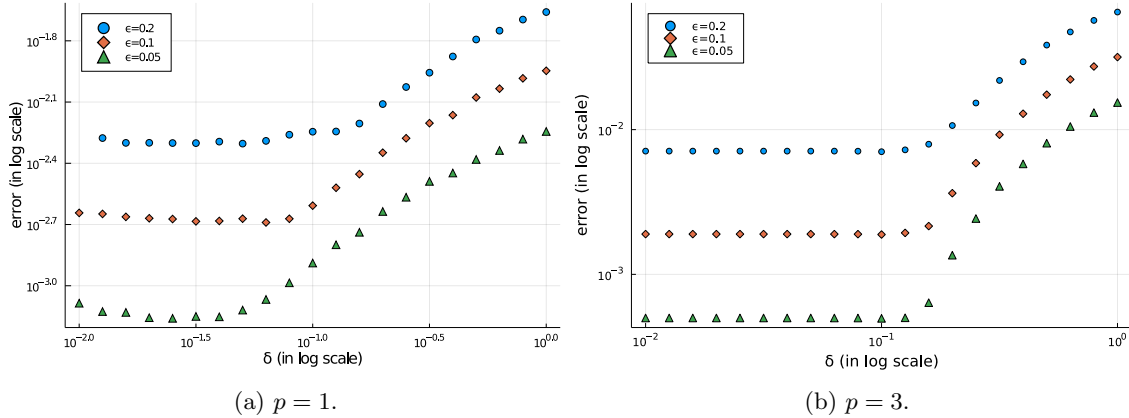 10^−1.8
10^−2.1
10^−2.4
10^−2.7
10^−3.0
error (in log scale)
ϵ=0.2
ϵ=0.1
ϵ=0.05
10^−2.0
10^−1.5
10^−1.0
10^−0.5
10^0.0
δ (in log scale)
(a) p = 1.
10^−2
10^−3
error (in log scale)
ϵ=0.2
ϵ=0.1
ϵ=0.05
10^−2
10^−1
10^0
δ (in log scale)
(b) p = 3.